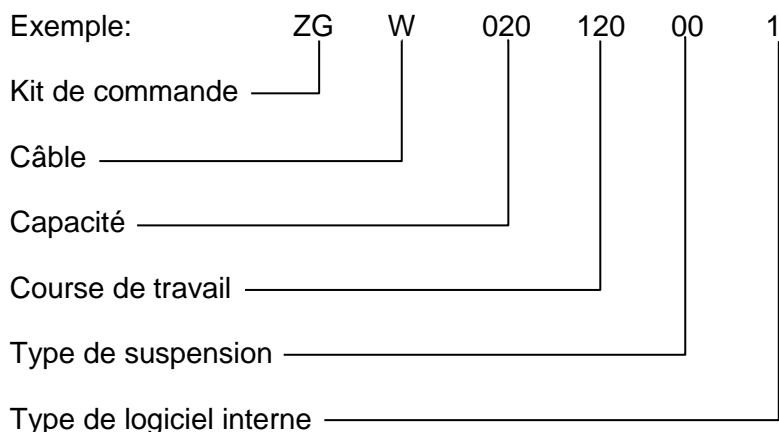 Exemple: ZG W 020 120 00 1
Kit de commande
Câble
Capacité
Course de travail
Type de suspension
Type de logiciel interne